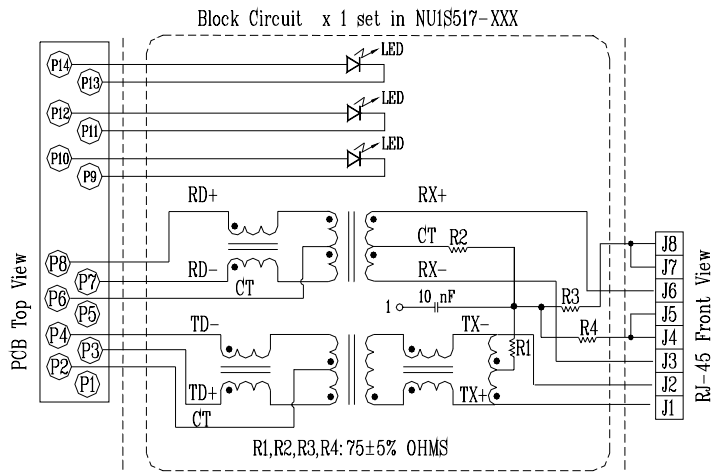 Block Circuit x 1 set in NU1S517-XXX
P14
LED
P13
P12
LED
P11
P10
LED
P9
RD+
RX+
CT
R2
P8
RD-
RX-
J8
P7
CT
J7
P6
1
10 nF
R3
J6
P5
J5
P4
TD-
TX-
R4
J4
P3
R1
J3
P2
P1
TD+
TX+
J2
CT
J1
PCB Top View
RJ-45 Front View
R1,R2,R3,R4:75±5% OHMS